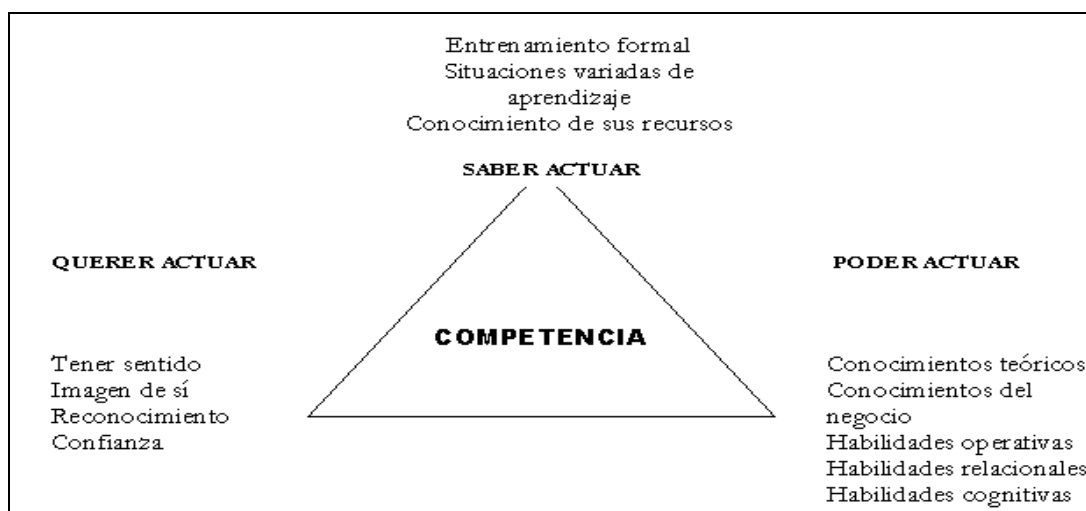 Entrenamiento formal
Situaciones variadas de
aprendizaje
Conocimiento de sus recursos
SABER ACTUAR
QUERER ACTUAR
PODER ACTUAR
COMPETENCIA
Tener sentido
Imagen de sí
Reconocimiento
Confianza
Conocimientos teóricos
Conocimientos del
negocio
Habilidades operativas
Habilidades relacionales
Habilidades cognitivas